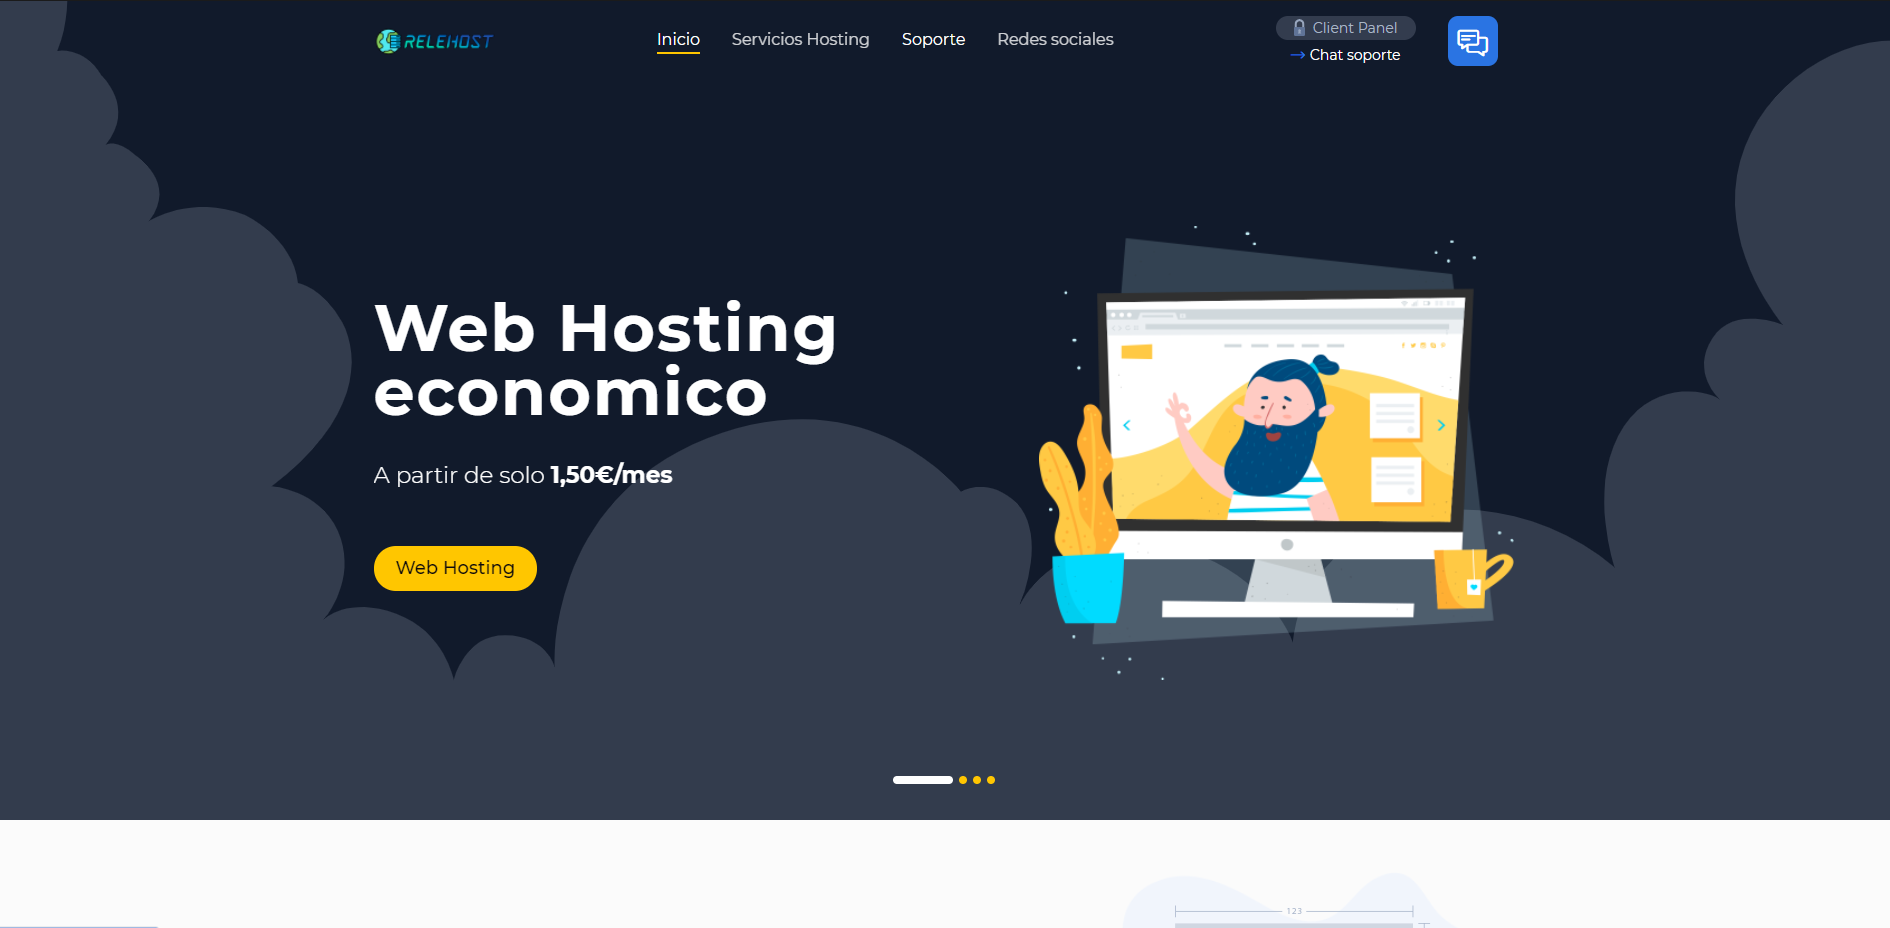 RELEHOST
Inicio
Servicios Hosting
Soporte
Redes sociales
Client Panel
→ Chat soporte
Web Hosting
economico
A partir de solo 1,50€/mes
Web Hosting
123